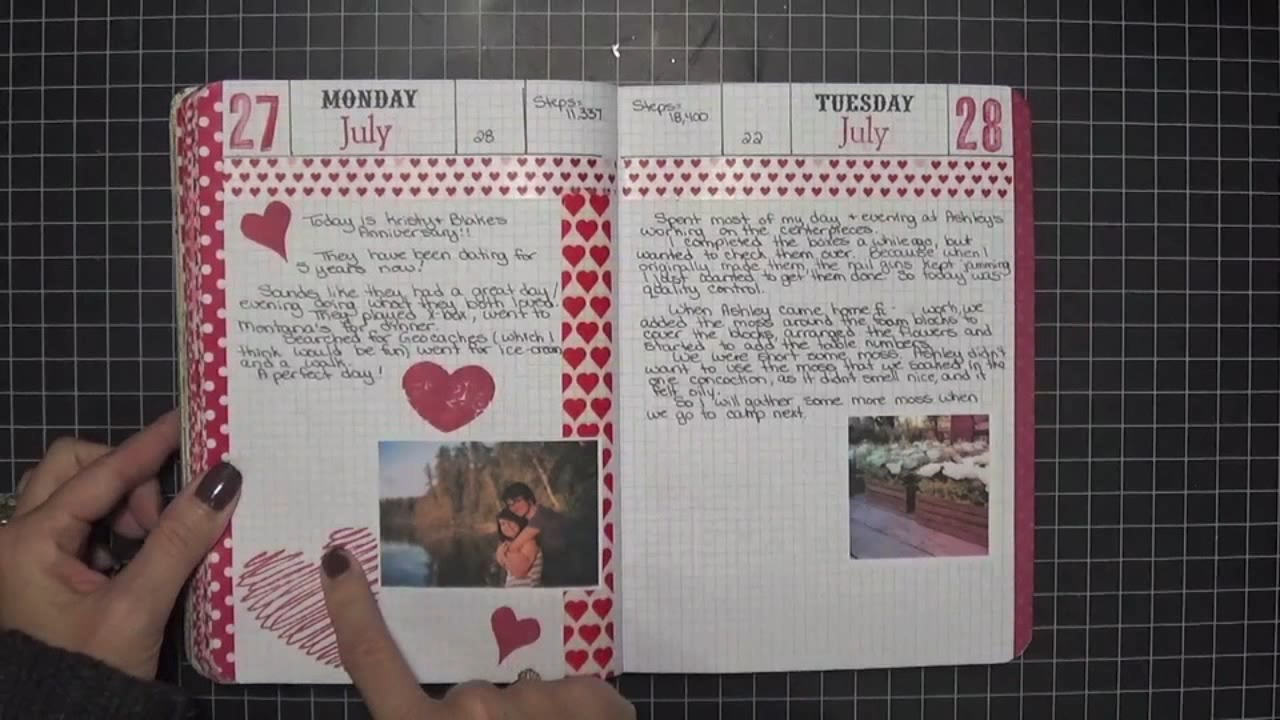 27
MONDAY
July
28
Steps=
11,337
Today is Kristy + Blakes
Anniversary!!
They have been dating for
5 years now!
Sounds like they had a great day/
evening doing what they both loved.
They played X-box, went to
Montana's for dinner.
Searched for Geocaches (which I
think would be fun) went for ice-cream
and a walk.
A perfect day!
Steps=
18,400
22
TUESDAY
July
28
Spent most of my day + evening at Ashley's
working on the centerpieces.
I completed the boxes a while ago, but
wanted to check them over. Because when I
originally made them, the nail guns kept jamming
I just wanted to get them done. So today was
quality control.
When Ashley came home work, we
added the moss around the foam blocks to
cover the blocks, arranged the flowers and
started to add the table numbers.
We were short some moss. Ashley didn't
want to use the moss that we soaked in the
one concoction, as it didn't smell nice, and it
felt oily.
So I will gather some more moss when
we go to camp next.